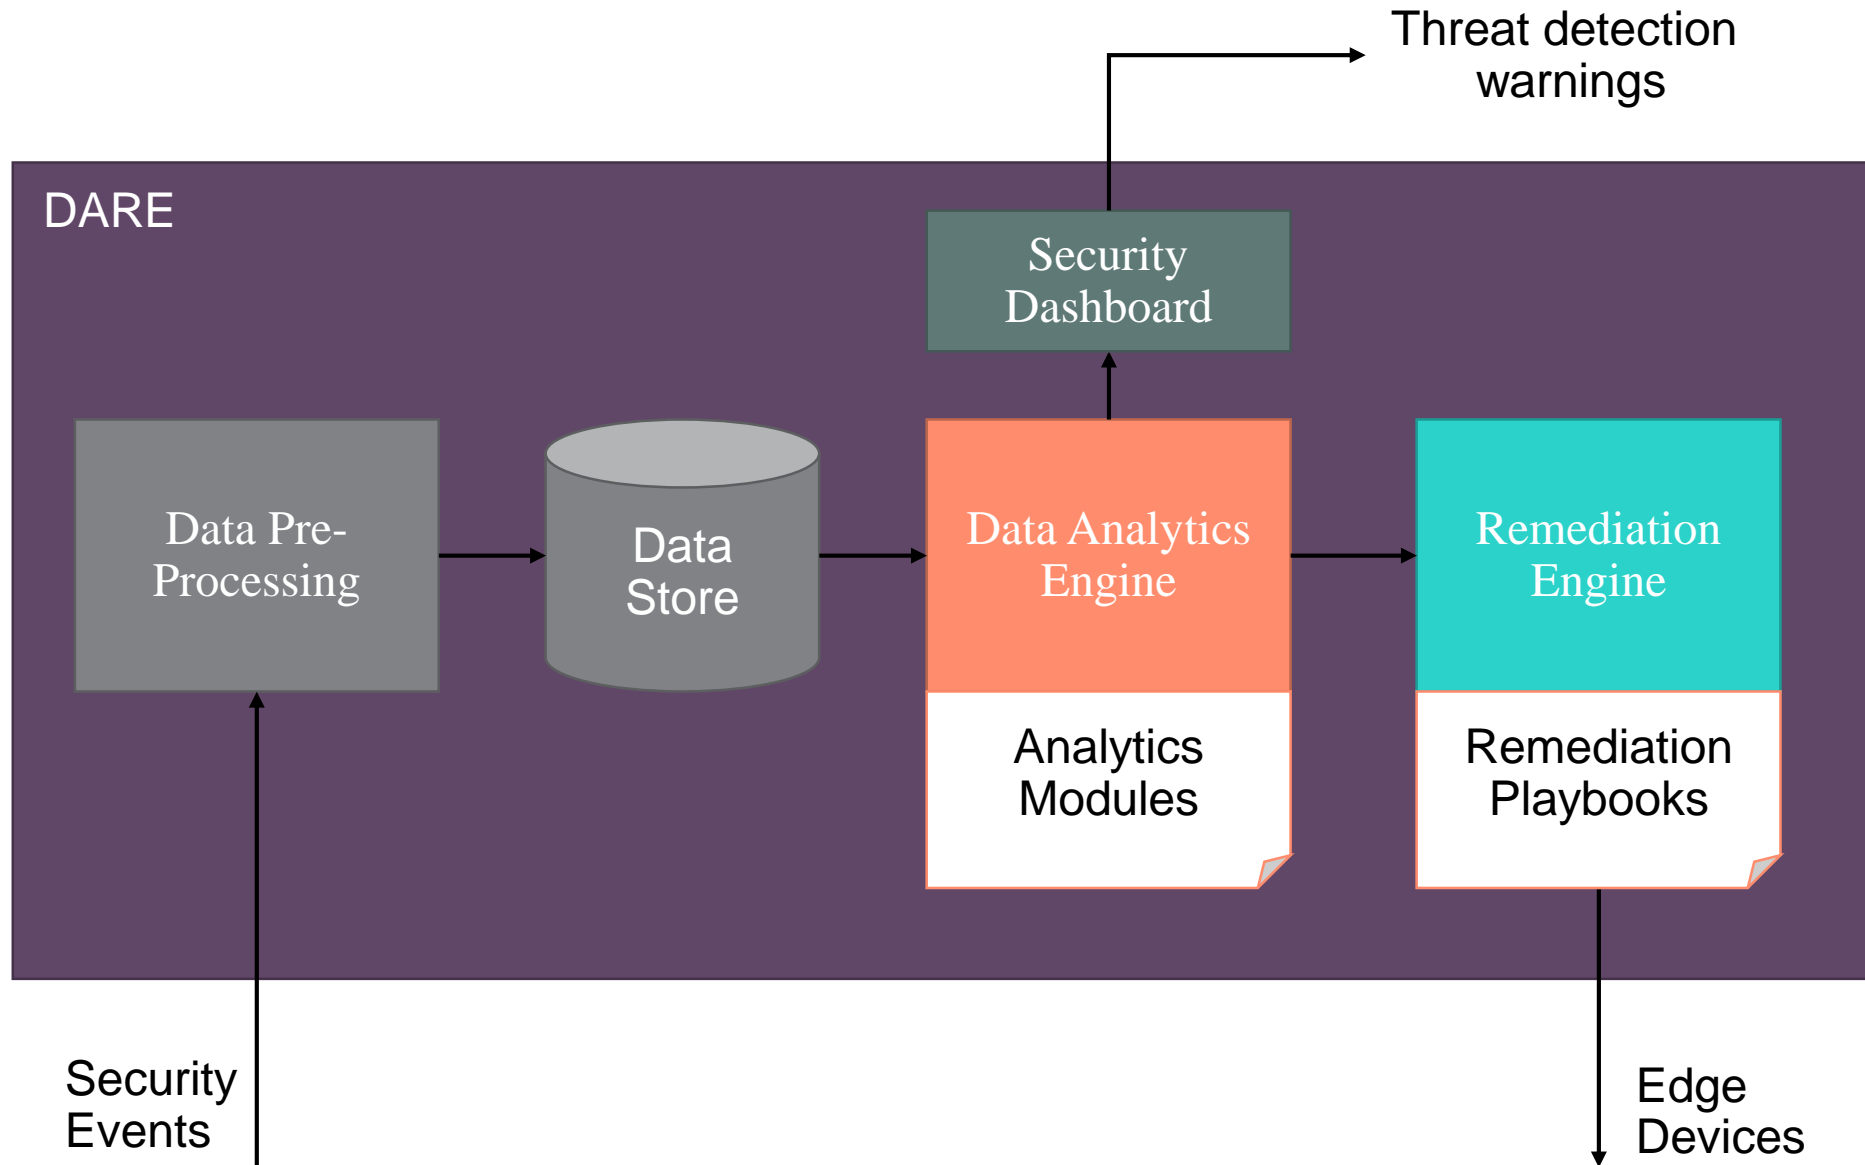 Threat detection
warnings
DARE
Security
Dashboard
Data Pre-
Processing
Data
Store
Data Analytics
Engine
Remediation
Engine
Analytics
Modules
Remediation
Playbooks
Security
Events
Edge
Devices